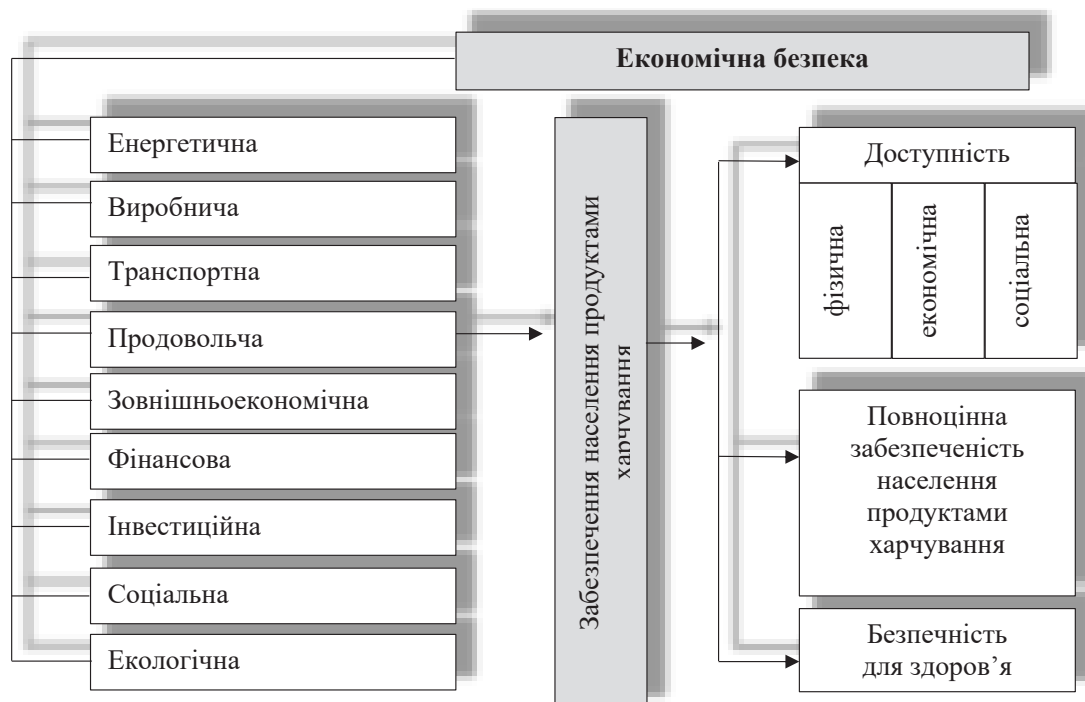 Економічна безпека
Енергетична
Виробнича
Транспортна
Продовольча
Зовнішньоекономічна
Фінансова
Інвестиційна
Соціальна
Екологічна
Забезпечення населення продуктами
харчування
Доступність
фізична
економічна
соціальна
Повноцінна
забезпеченість
населення
продуктами
харчування
Безпечність
для здоров’я